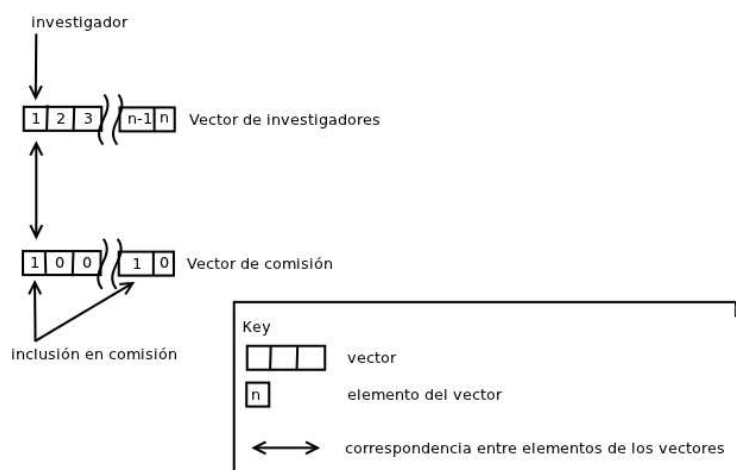 investigador
1 2 3 n-1 n Vector de investigadores
1 0 0 1 0 Vector de comisión
inclusión en comisión
Key
vector
n elemento del vector
correspondencia entre elementos de los vectores